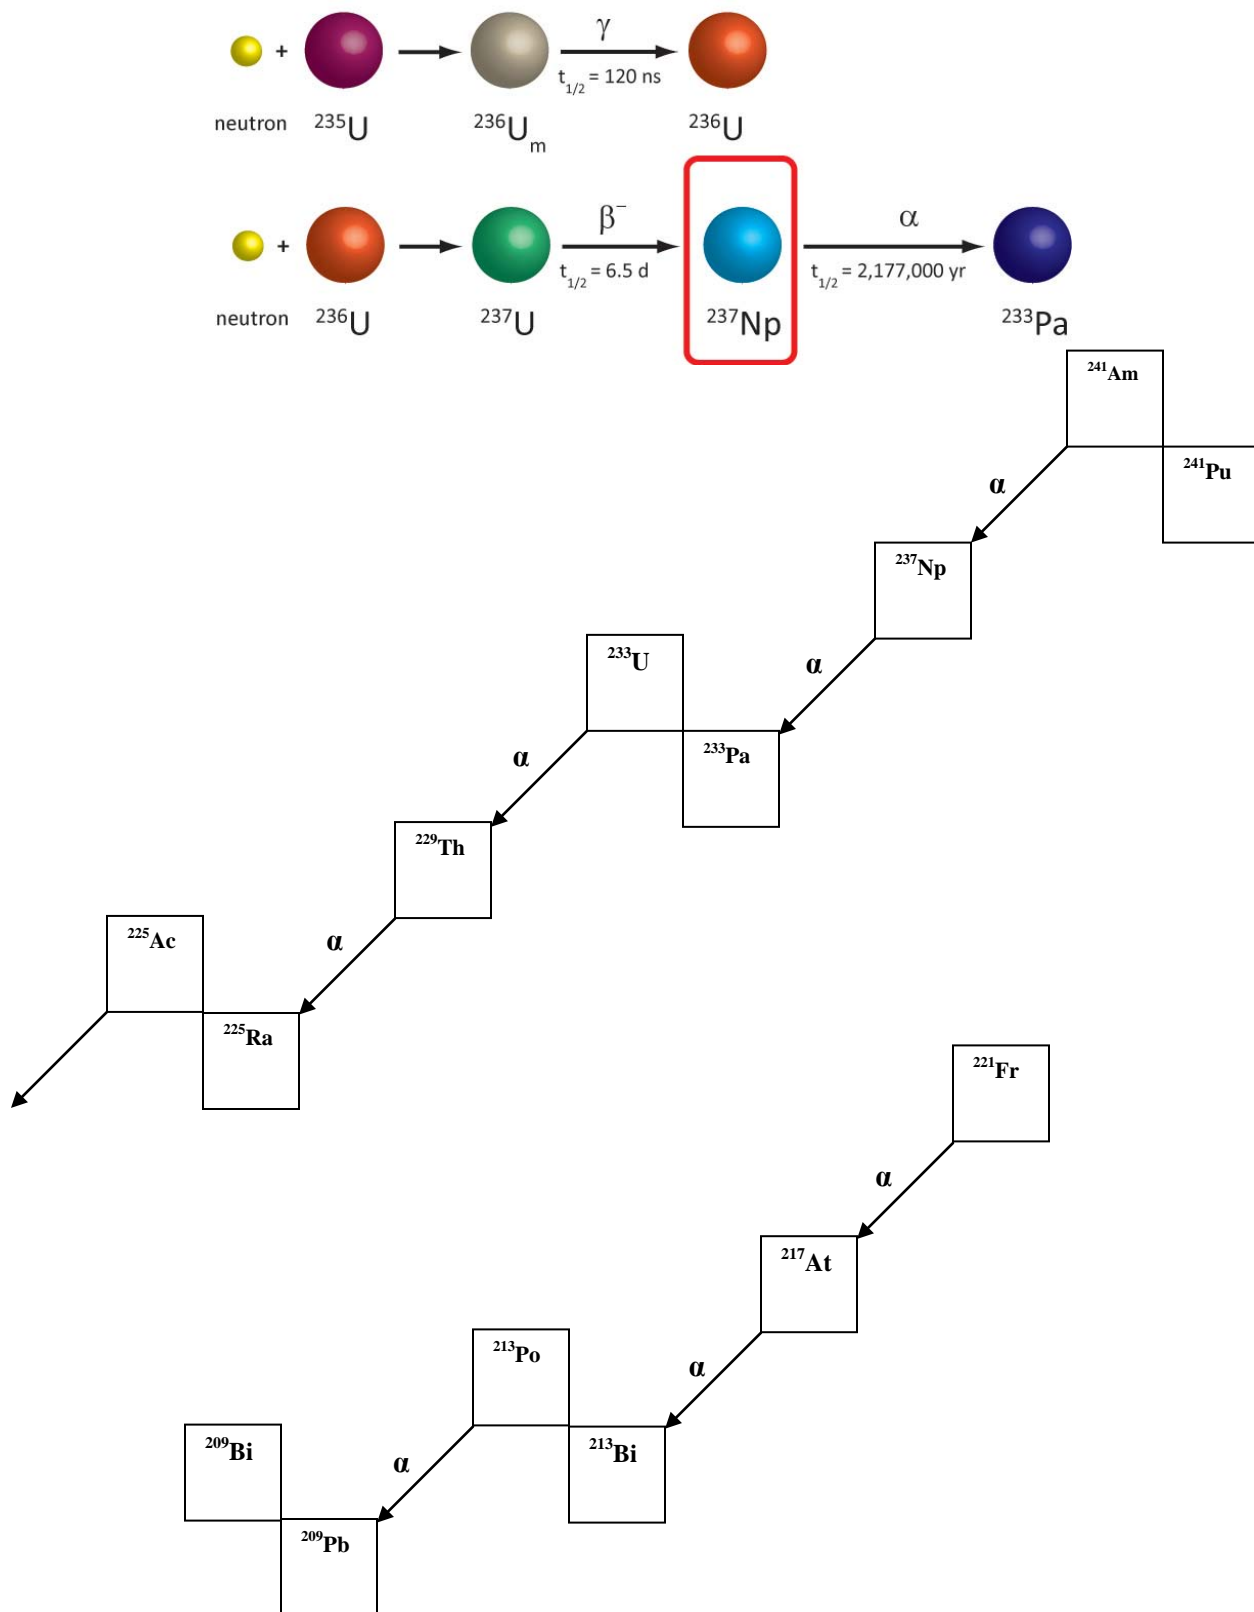 γ
+
t1/2 = 120 ns
neutron 235U 236Um 236U
β−
α
+
t1/2 = 6.5 d
t1/2 = 2,177,000 yr
neutron 236U 237U 237Np 233Pa
241Am
241Pu
α
237Np
233U
α
233Pa
α
229Th
225Ac
α
225Ra
221Fr
α
217At
213Po
α
209Bi
213Bi
α
209Pb